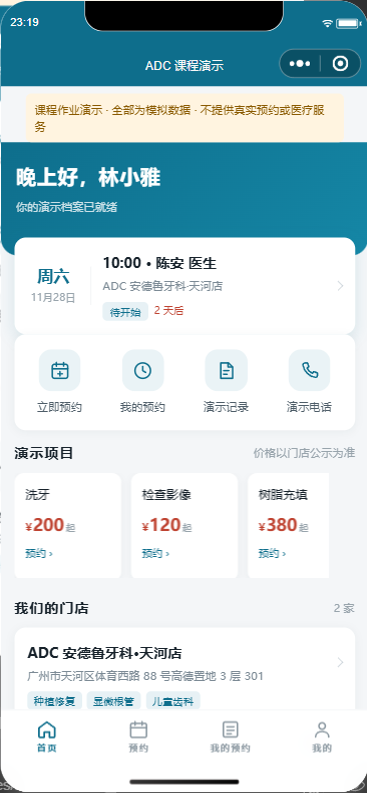 23:19
ADC 课程演示
课程作业演示 · 全部为模拟数据 · 不提供真实预约或医疗服
务
晚上好，林小雅
你的演示档案已就绪
周六
11月28日
10:00 • 陈安 医生
ADC 安德鲁牙科·天河店
待开始 2 天后
立即预约 我的预约 演示记录 演示电话
演示项目 价格以门店公示为准
洗牙 检查影像 树脂充填
¥200起 ¥120起 ¥380起
预约 › 预约 › 预约 ›
我们的门店 2 家
ADC 安德鲁牙科•天河店
广州市天河区体育西路 88 号高德置地 3 层 301
种植修复 显微根管 儿童齿科
首页 预约 我的预约 我的